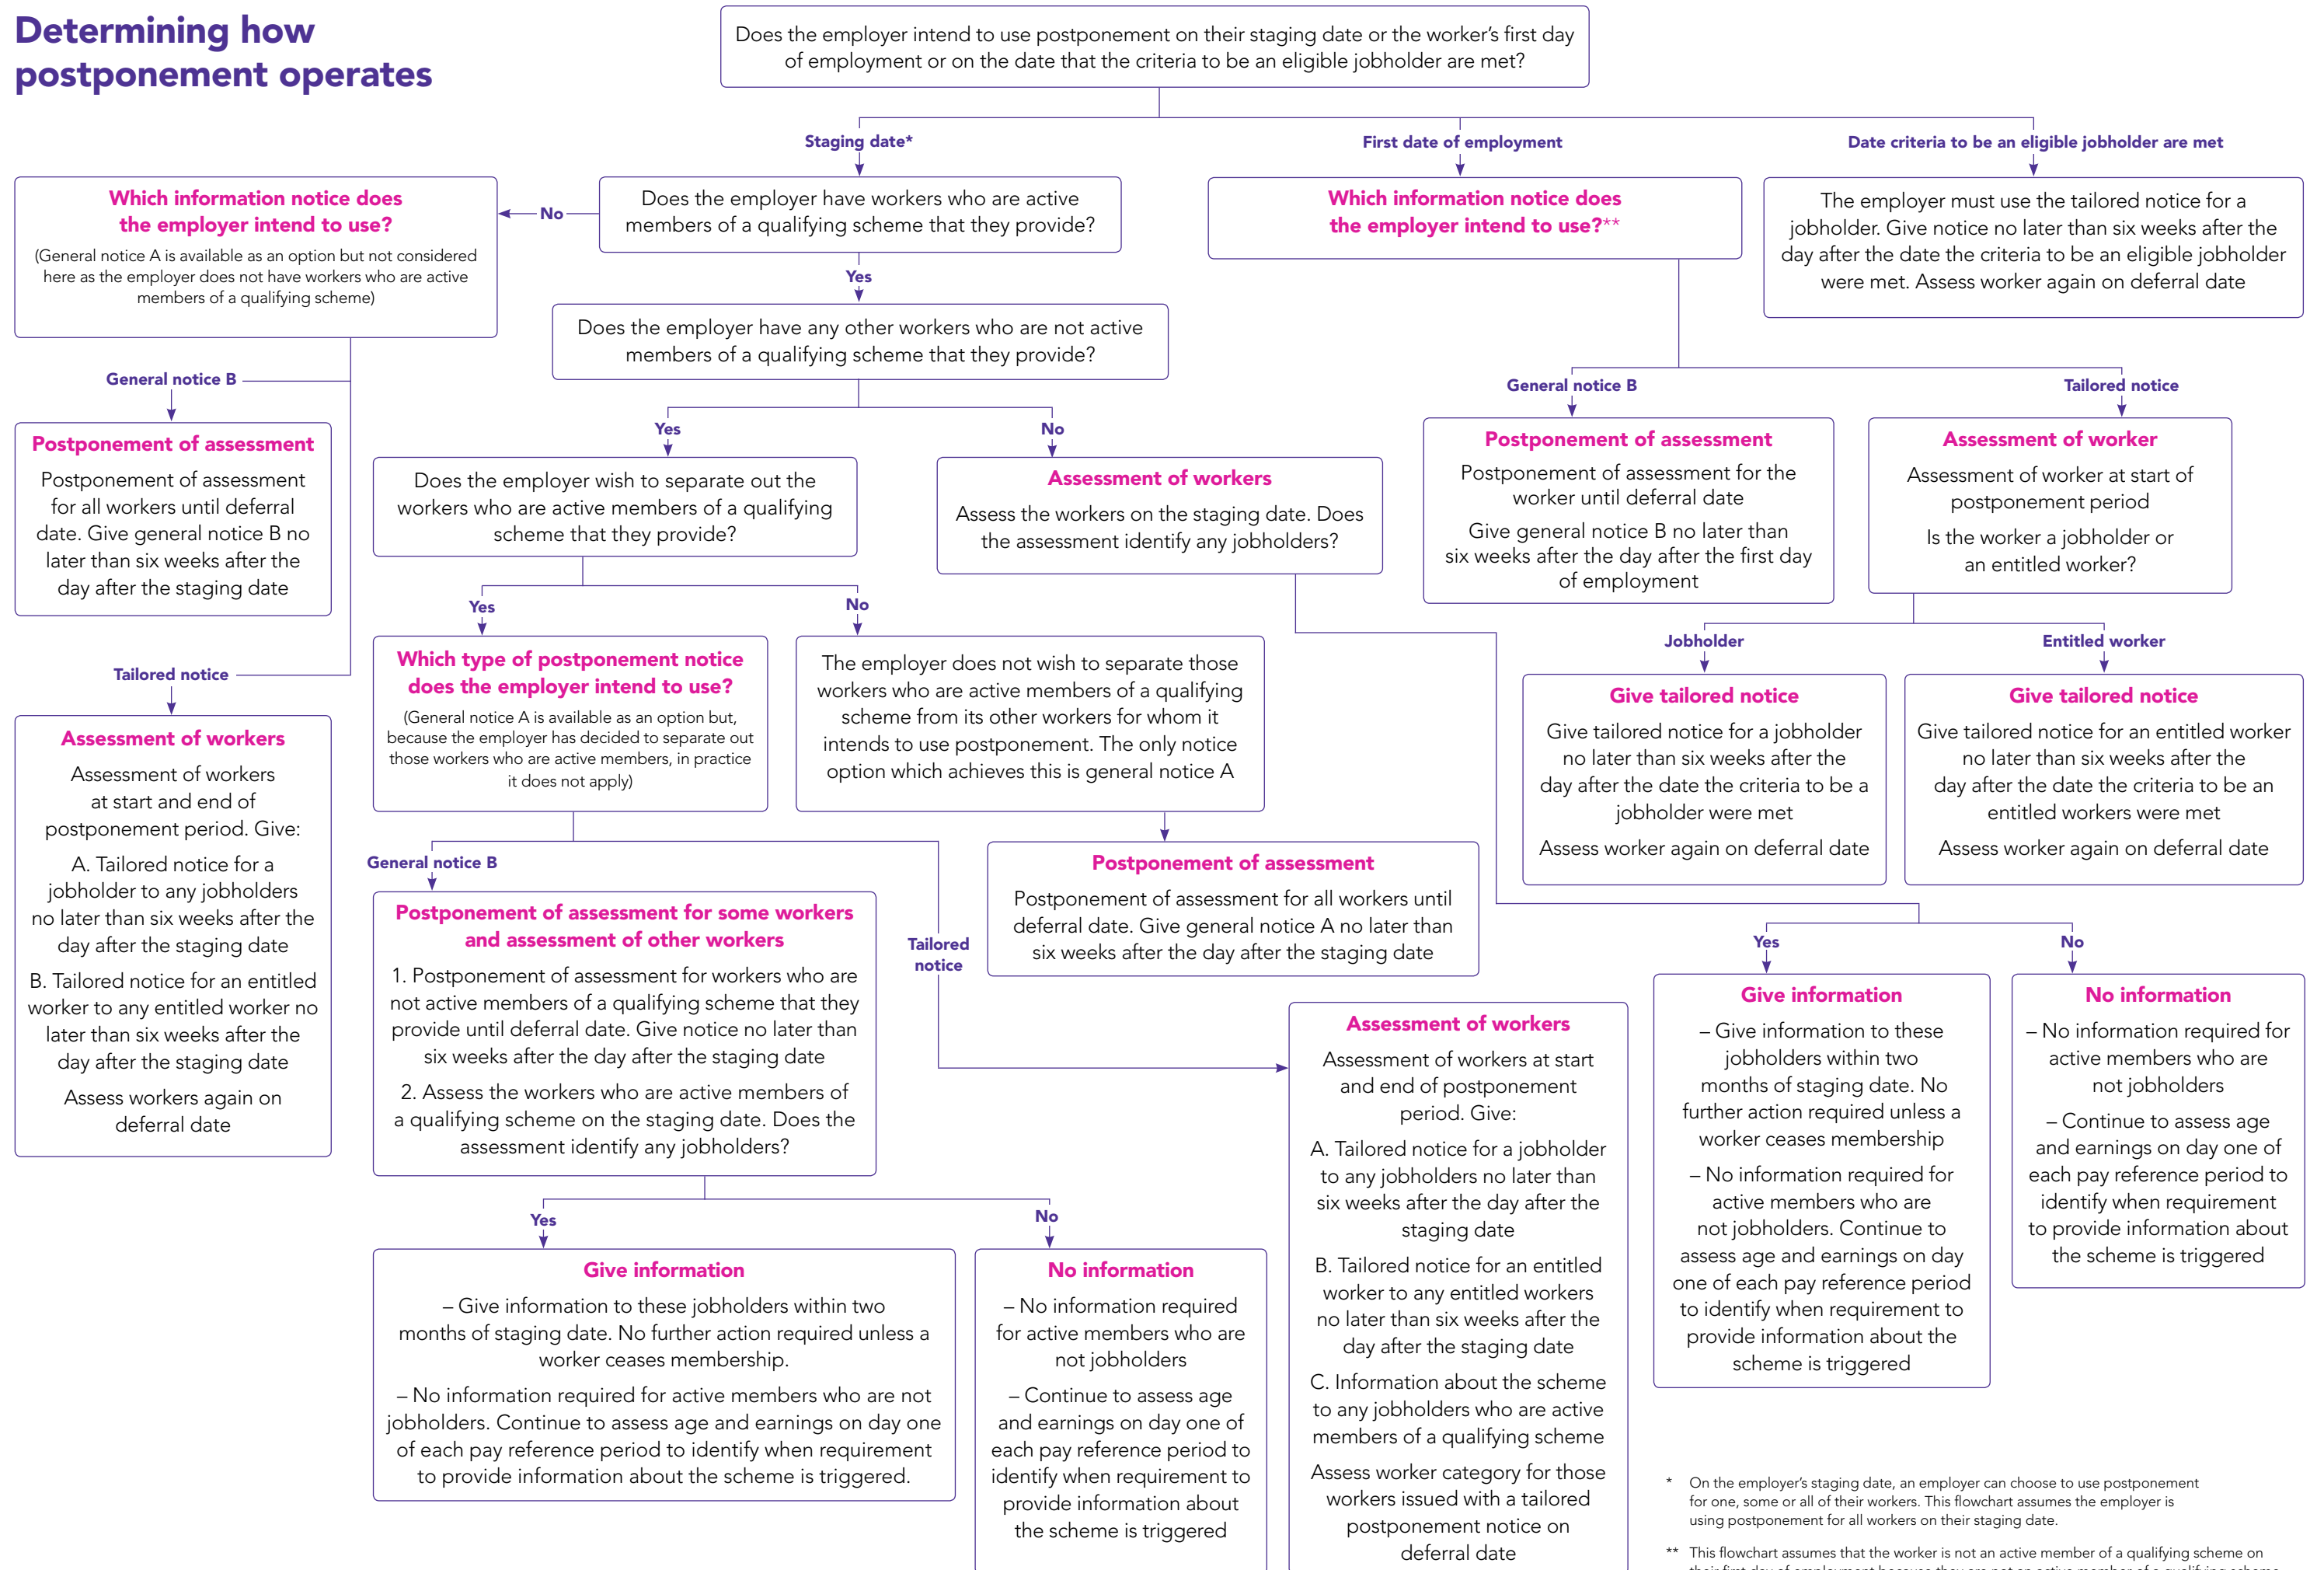 Determining how
postponement operates
Does the employer intend to use postponement on their staging date or the worker's first day
of employment or on the date that the criteria to be an eligible jobholder are met?
Staging date*
First date of employment
Date criteria to be an eligible jobholder are met
Which information notice does
the employer intend to use?
(General notice A is available as an option but not considered
here as the employer does not have workers who are active
members of a qualifying scheme)
No
Does the employer have workers who are active
members of a qualifying scheme that they provide?
Which information notice does
the employer intend to use?**
The employer must use the tailored notice for a
jobholder. Give notice no later than six weeks after the
day after the date the criteria to be an eligible jobholder
were met. Assess worker again on deferral date
Yes
Does the employer have any other workers who are not active
members of a qualifying scheme that they provide?
General notice B
Postponement of assessment
Postponement of assessment
for all workers until deferral
date. Give general notice B no
later than six weeks after the
day after the staging date
Tailored notice
Assessment of workers
Assessment of workers
at start and end of
postponement period. Give:
A. Tailored notice for a
jobholder to any jobholders
no later than six weeks after the
day after the staging date
B. Tailored notice for an entitled
worker to any entitled worker no
later than six weeks after the
day after the staging date
Assess workers again on
deferral date
Yes
Does the employer wish to separate out the
workers who are active members of a qualifying
scheme that they provide?
No
Assessment of workers
Assess the workers on the staging date. Does
the assessment identify any jobholders?
General notice B
Postponement of assessment
Postponement of assessment for the
worker until deferral date
Give general notice B no later than
six weeks after the day after the first day
of employment
Tailored notice
Assessment of worker
Assessment of worker at start of
postponement period
Is the worker a jobholder or
an entitled worker?
Yes
Which type of postponement notice
does the employer intend to use?
(General notice A is available as an option but,
because the employer has decided to separate out
those workers who are active members, in practice
it does not apply)
No
The employer does not wish to separate those
workers who are active members of a qualifying
scheme from its other workers for whom it
intends to use postponement. The only notice
option which achieves this is general notice A
Jobholder
Give tailored notice
Give tailored notice for a jobholder
no later than six weeks after the
day after the date the criteria to be a
jobholder were met
Assess worker again on deferral date
Entitled worker
Give tailored notice
Give tailored notice for an entitled worker
no later than six weeks after the
day after the date the criteria to be an
entitled workers were met
Assess worker again on deferral date
Postponement of assessment
Postponement of assessment for all workers until
deferral date. Give general notice A no later than
six weeks after the day after the staging date
General notice B
Postponement of assessment for some workers
and assessment of other workers
1. Postponement of assessment for workers who are
not active members of a qualifying scheme that they
provide until deferral date. Give notice no later than
six weeks after the day after the staging date
2. Assess the workers who are active members of
a qualifying scheme on the staging date. Does the
assessment identify any jobholders?
Tailored
notice
Assessment of workers
Assessment of workers at start
and end of postponement
period. Give:
A. Tailored notice for a jobholder
to any jobholders no later than
six weeks after the day after the
staging date
B. Tailored notice for an entitled
worker to any entitled workers
no later than six weeks after the
day after the staging date
C. Information about the scheme
to any jobholders who are active
members of a qualifying scheme
Assess worker category for those
workers issued with a tailored
postponement notice on
deferral date
Yes
Give information
– Give information to these
jobholders within two
months of staging date. No
further action required unless a
worker ceases membership
– No information required for
active members who are
not jobholders. Continue to
assess age and earnings on day
one of each pay reference period
to identify when requirement to
provide information about the
scheme is triggered
No
No information
– No information required for
active members who are
not jobholders
– Continue to assess age
and earnings on day one of
each pay reference period to
identify when requirement
to provide information about
the scheme is triggered
Yes
Give information
– Give information to these jobholders within two
months of staging date. No further action required unless a
worker ceases membership.
– No information required for active members who are not
jobholders. Continue to assess age and earnings on day one
of each pay reference period to identify when requirement
to provide information about the scheme is triggered.
No
No information
– No information required
for active members who are
not jobholders
– Continue to assess age
and earnings on day one of
each pay reference period to
identify when requirement to
provide information about
the scheme is triggered
* On the employer's staging date, an employer can choose to use postponement
for one, some or all of their workers. This flowchart assumes the employer is
using postponement for all workers on their staging date.
** This flowchart assumes that the worker is not an active member of a qualifying scheme on
their first day of employment because they are not an active member of a qualifying scheme